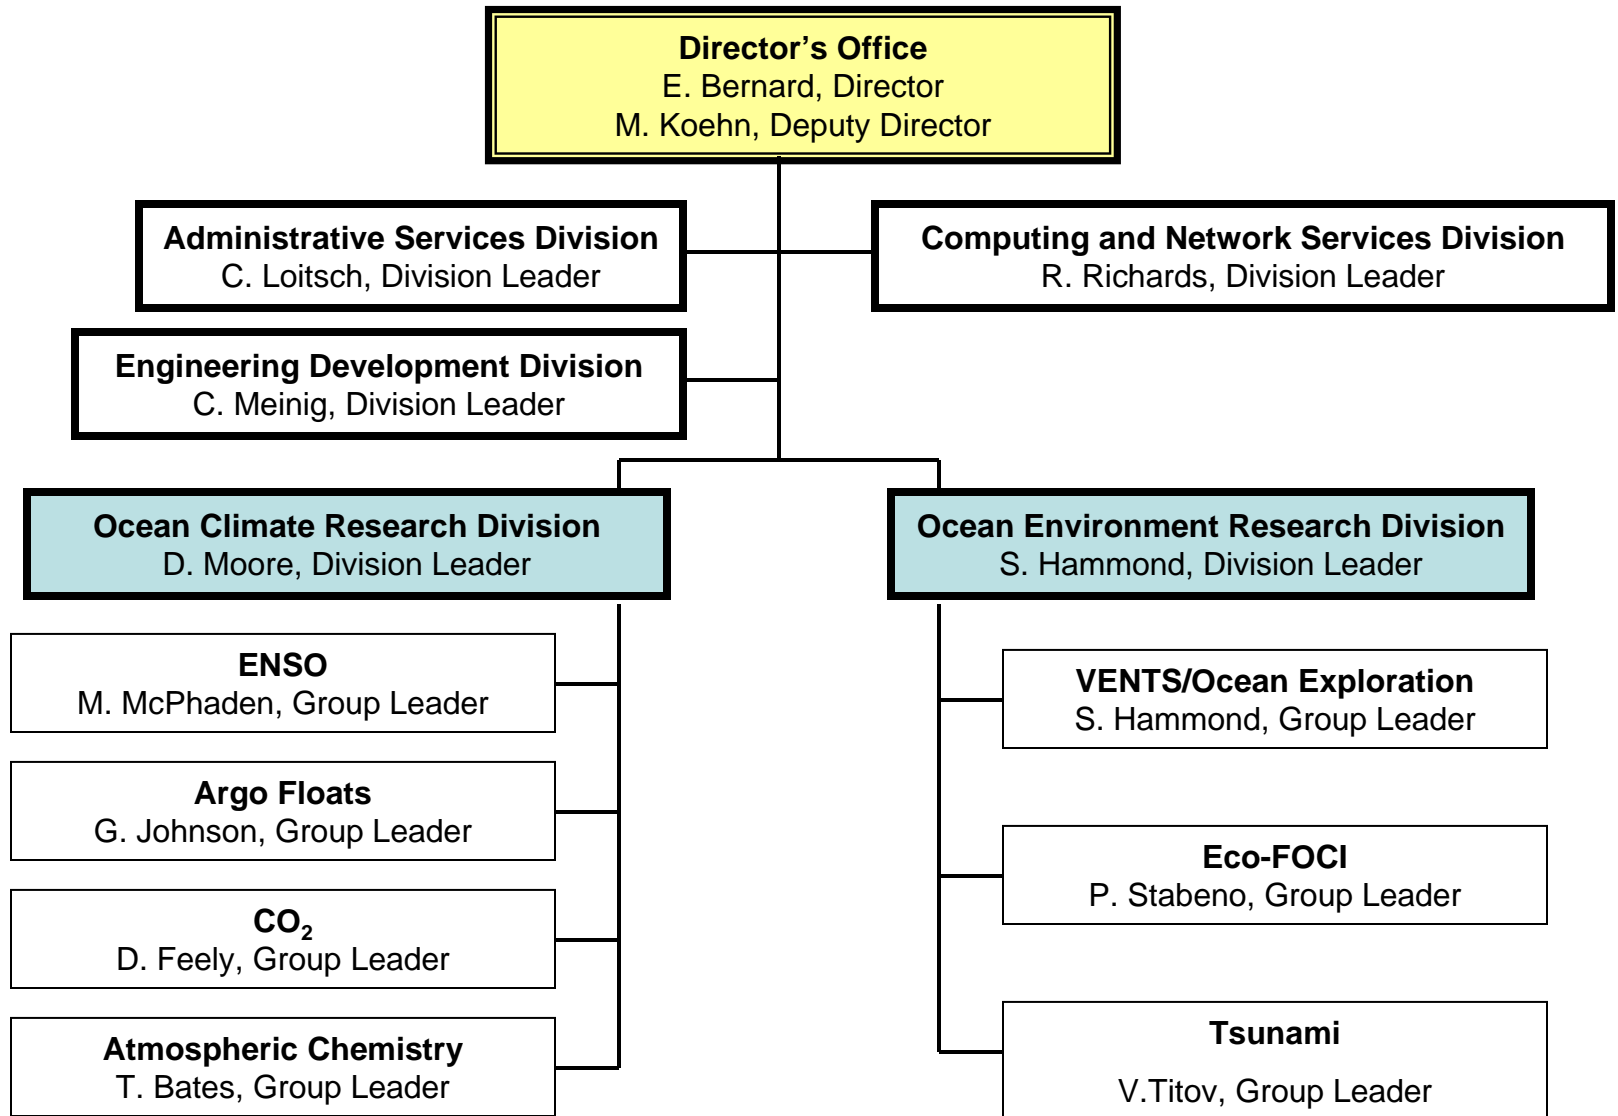 Director’s Office
E. Bernard, Director
M. Koehn, Deputy Director
Administrative Services Division
C. Loitsch, Division Leader
Computing and Network Services Division
R. Richards, Division Leader
Engineering Development Division
C. Meinig, Division Leader
Ocean Climate Research Division
D. Moore, Division Leader
Ocean Environment Research Division
S. Hammond, Division Leader
ENSO
M. McPhaden, Group Leader
Argo Floats
G. Johnson, Group Leader
CO₂
D. Feely, Group Leader
Atmospheric Chemistry
T. Bates, Group Leader
VENTS/Ocean Exploration
S. Hammond, Group Leader
Eco-FOCI
P. Stabeno, Group Leader
Tsunami
V.Titov, Group Leader